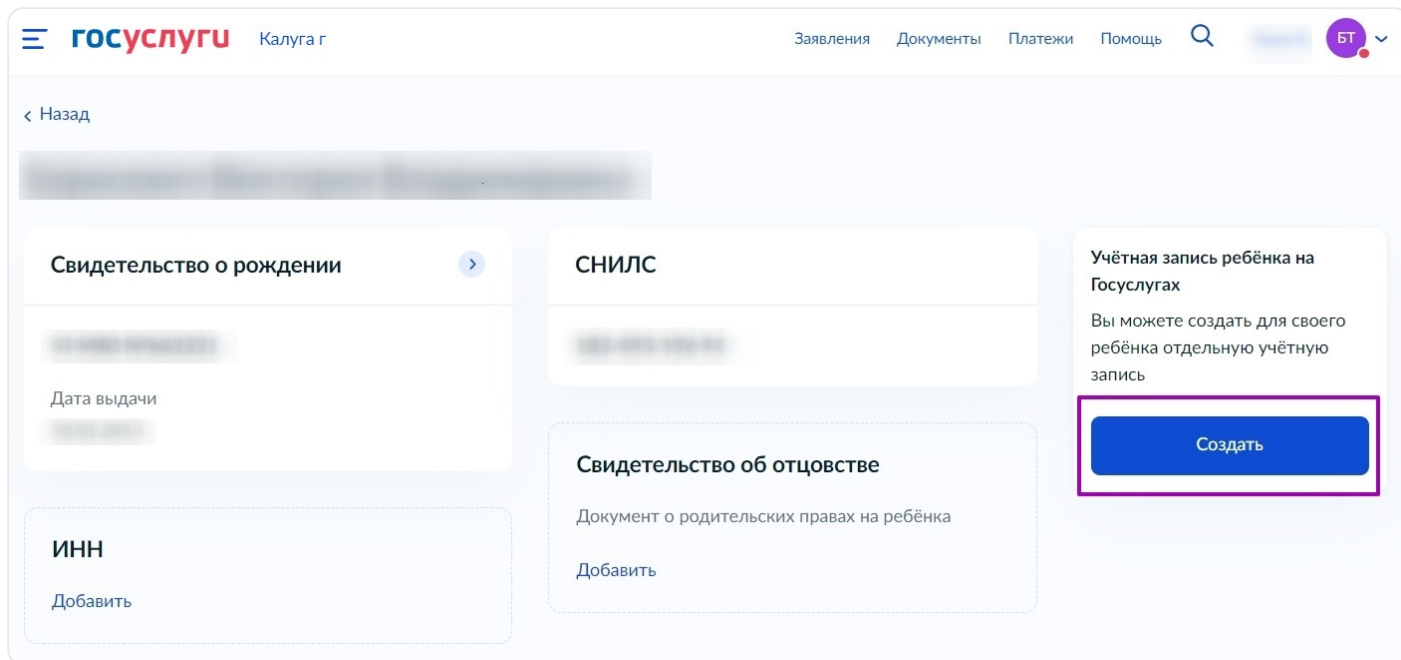 госуслуги Калуга г Заявления Документы Платежи Помощь БТ
Назад
Свидетельство о рождении
Дата выдачи
ИНН
Добавить
СНИЛС
Свидетельство об отцовстве
Документ о родительских правах на ребёнка
Добавить
Учётная запись ребёнка на
Госуслугах
Вы можете создать для своего
ребёнка отдельную учётную
запись
Создать